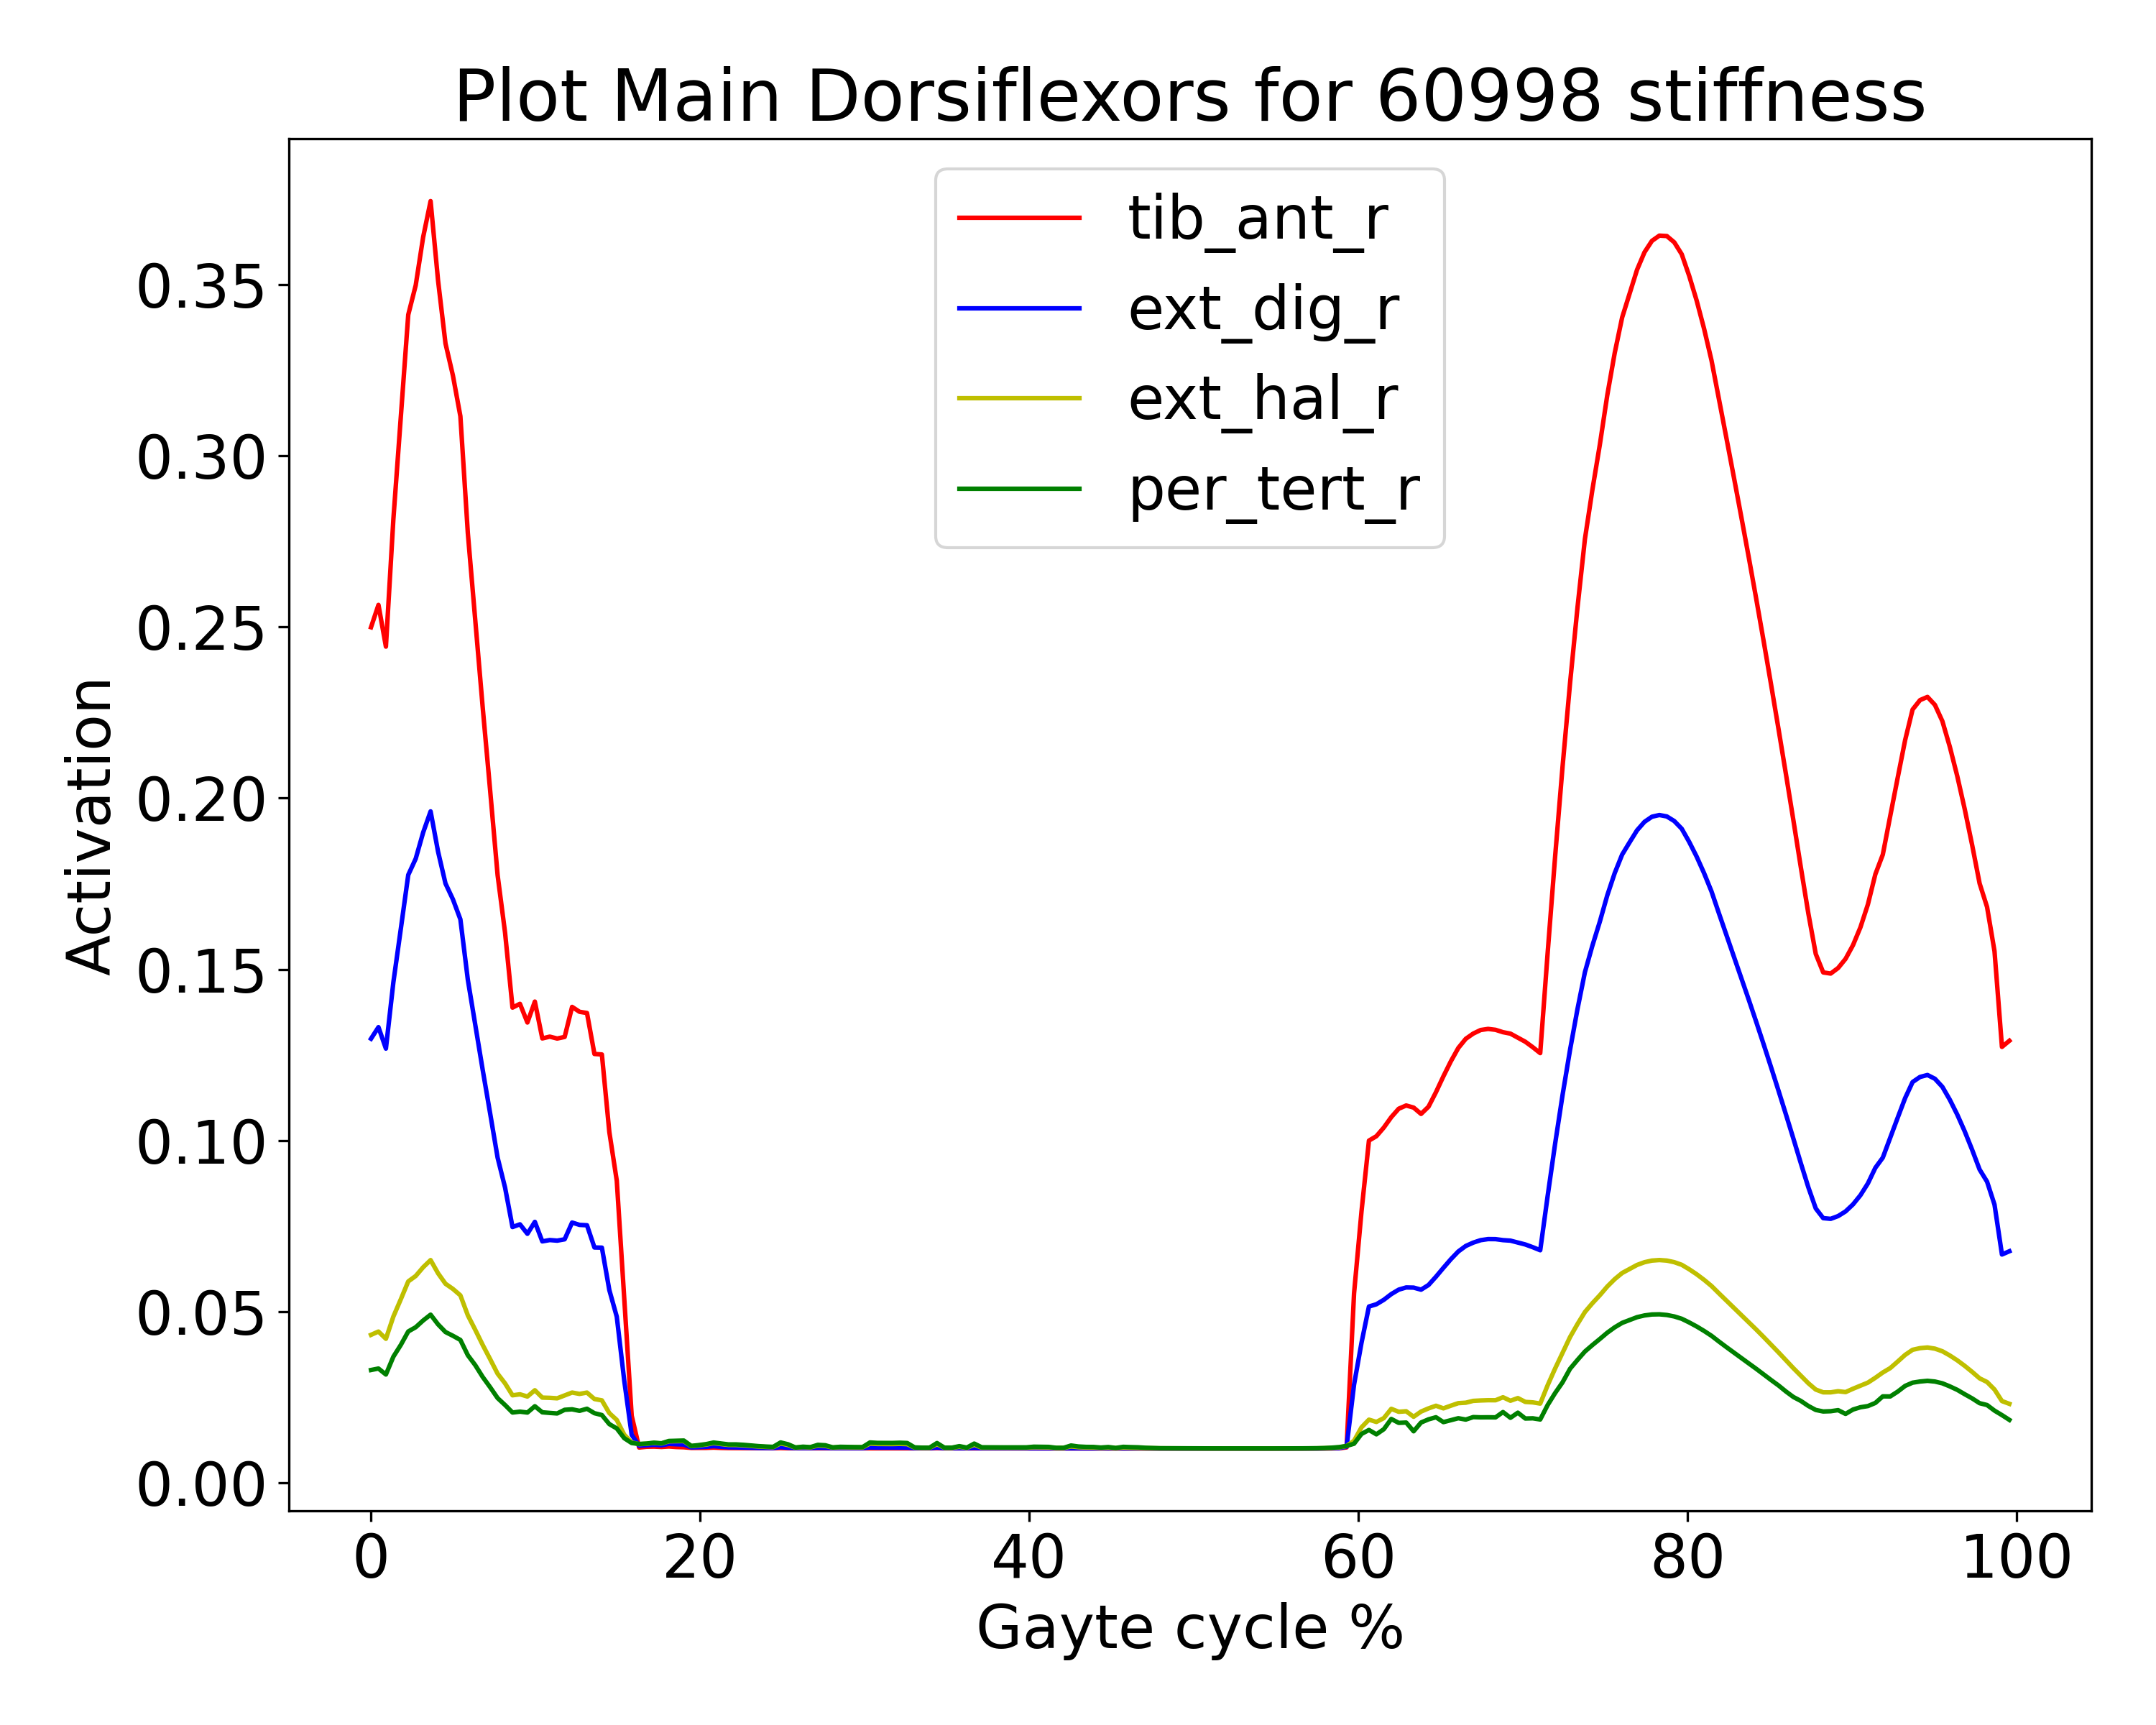 Plot Main Dorsiflexors for 60998 stiffness
tib_ant_r
ext_dig_r
ext_hal_r
per_tert_r
Activation
0.35
0.30
0.25
0.20
0.15
0.10
0.05
0.00
0 20 40 60 80 100
Gayte cycle %